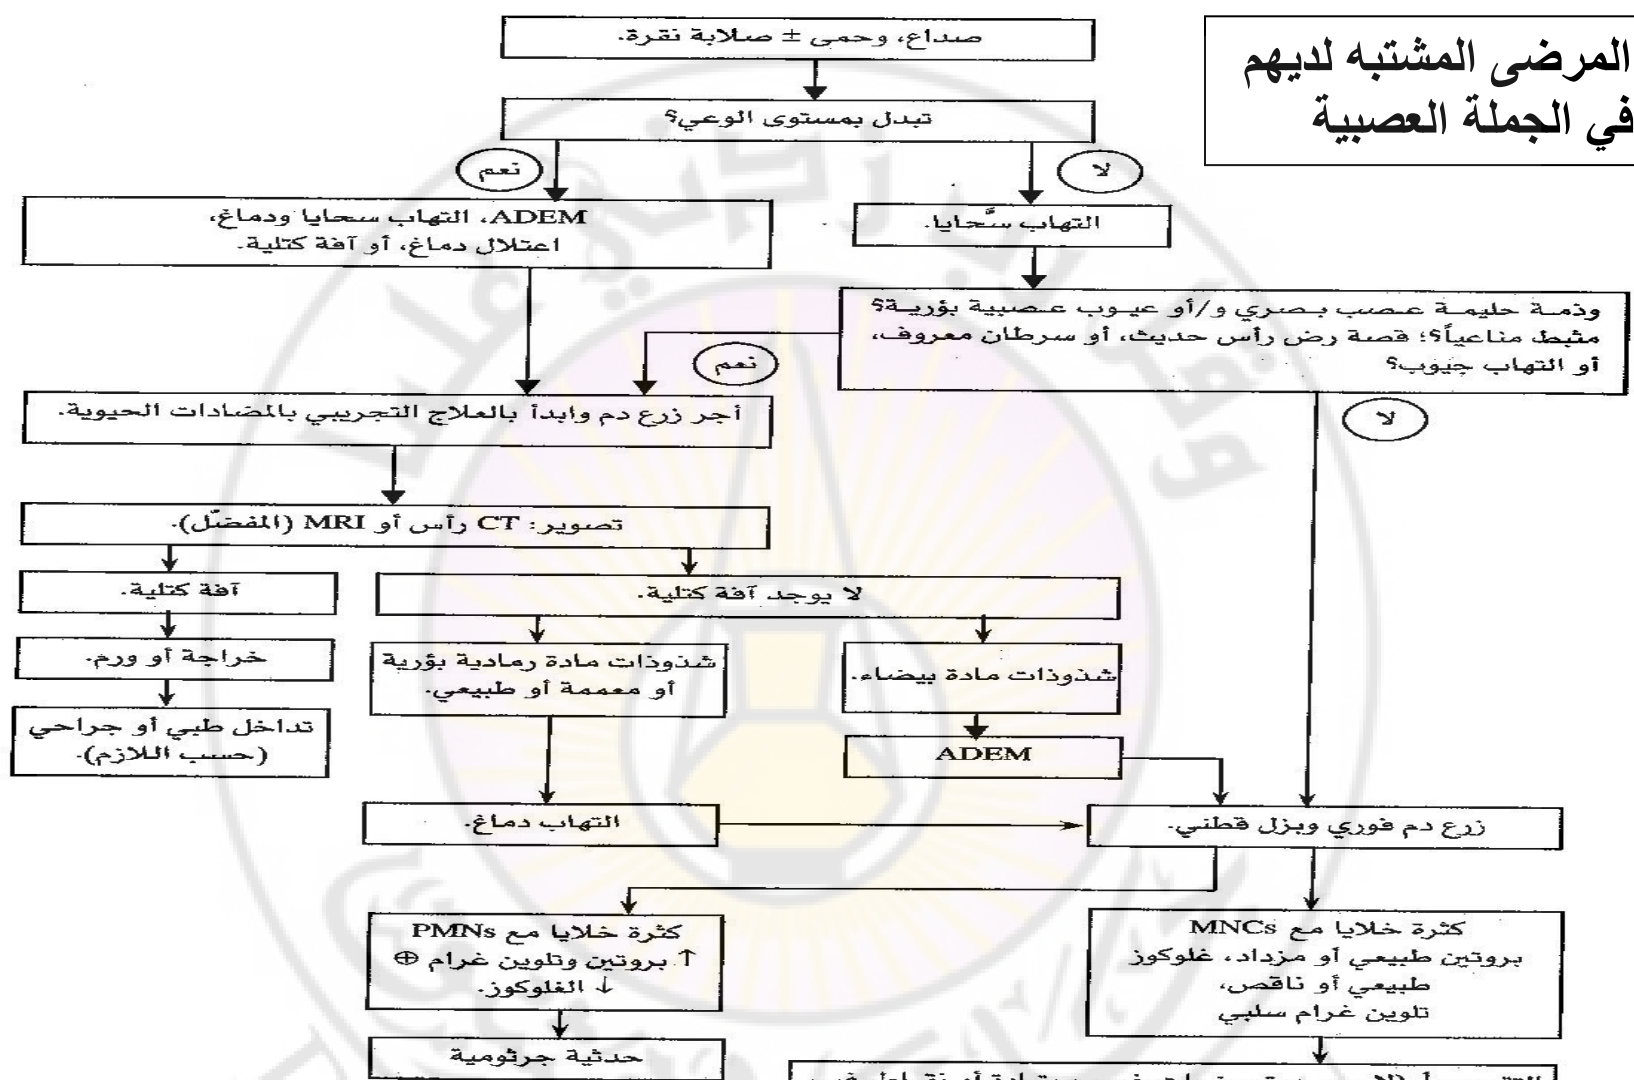 المرضى المشتبه لديهم
في الجملة العصبية
صداع، وحمى ± صلابة نقرة.
تبدل بمستوى الوعي؟
نعم
لا
ADEM، التهاب سحايا ودماغ،
اعتلال دماغ، أو آفة كتلية.
التهاب سحايا.
وذمة حليمة عصب بصري و/أو عيوب عصبية بؤرية؟
مثبط مناعياً؟؛ قصة رض رأس حديث، أو سرطان معروف،
أو التهاب جيوب؟
نعم
لا
أجر زرع دم وابدأ بالعلاج التجريبي بالمضادات الحيوية.
تصوير: CT رأس أو MRI (المفضّل).
آفة كتلية.
لا يوجد آفة كتلية.
خراجة أو ورم.
شذوذات مادة رمادية بؤرية
أو معممة أو طبيعي.
شذوذات مادة بيضاء.
تداخل طبي أو جراحي
(حسب اللازم).
ADEM
التهاب دماغ.
زرع دم فوري وبزل قطني.
كثرة خلايا مع PMNs
↑ بروتين وتلوين غرام ⊕
↓ الغلوكوز.
كثرة خلايا مع MNCs
بروتين طبيعي أو مزداد، غلوكوز
طبيعي أو ناقص،
تلوين غرام سلبي
حدثية جرثومية